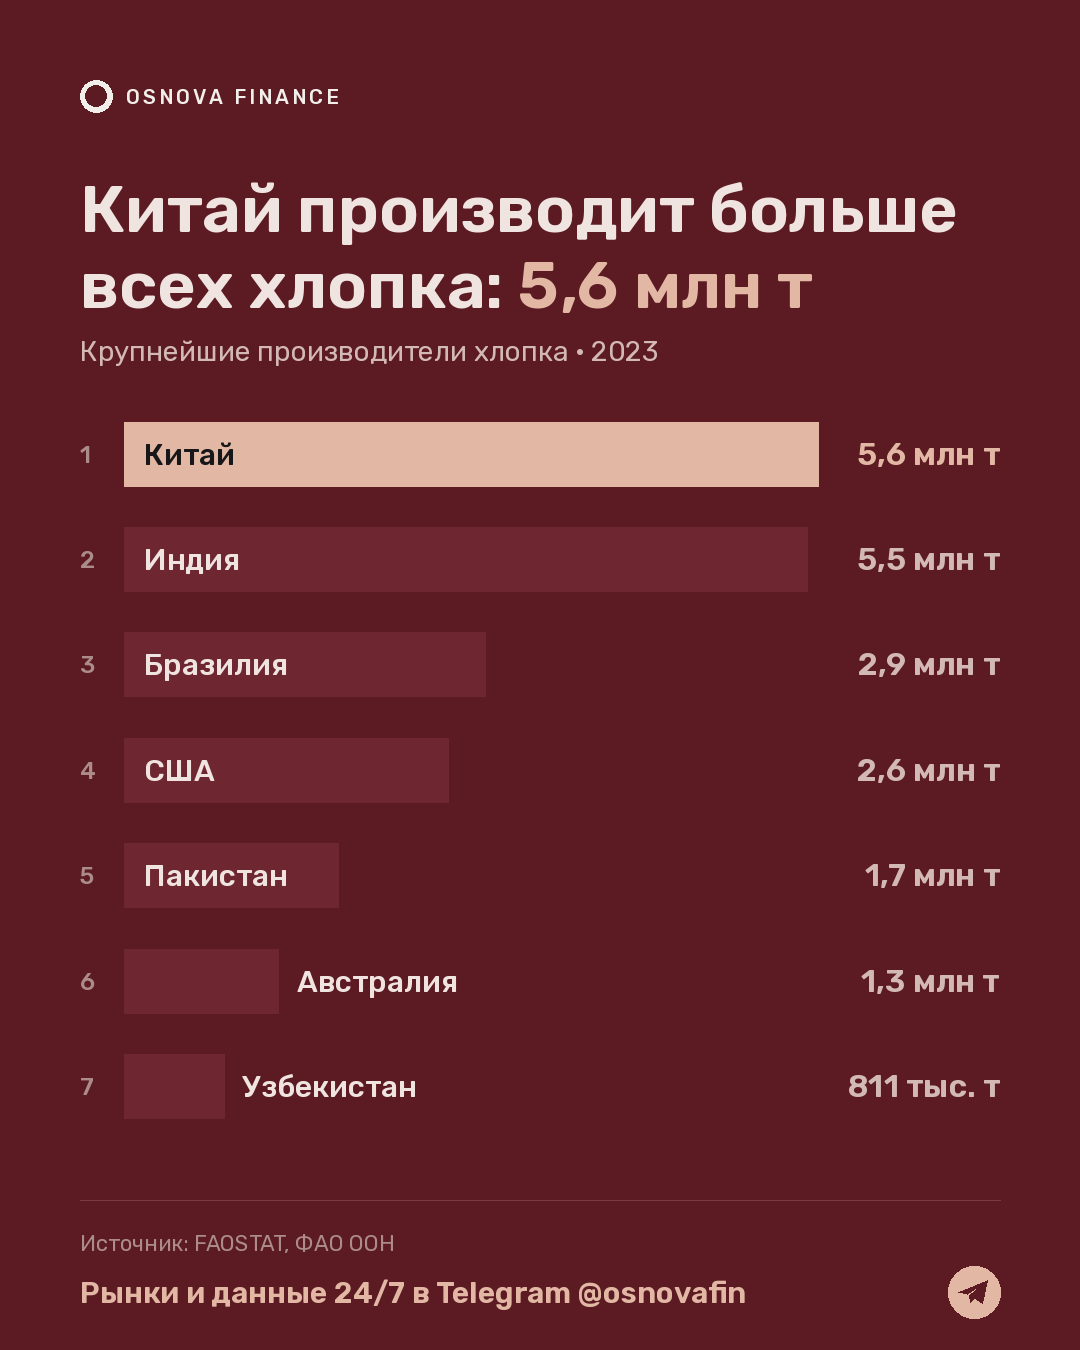 OSNOVA FINANCE
Китай производит больше
всех хлопка: 5,6 млн т
Крупнейшие производители хлопка • 2023
1 Китай 5,6 млн т
2 Индия 5,5 млн т
3 Бразилия 2,9 млн т
4 США 2,6 млн т
5 Пакистан 1,7 млн т
6 Австралия 1,3 млн т
7 Узбекистан 811 тыс. т
Источник: FAOSTAT, ФАО ООН
Рынки и данные 24/7 в Telegram @osnovafin